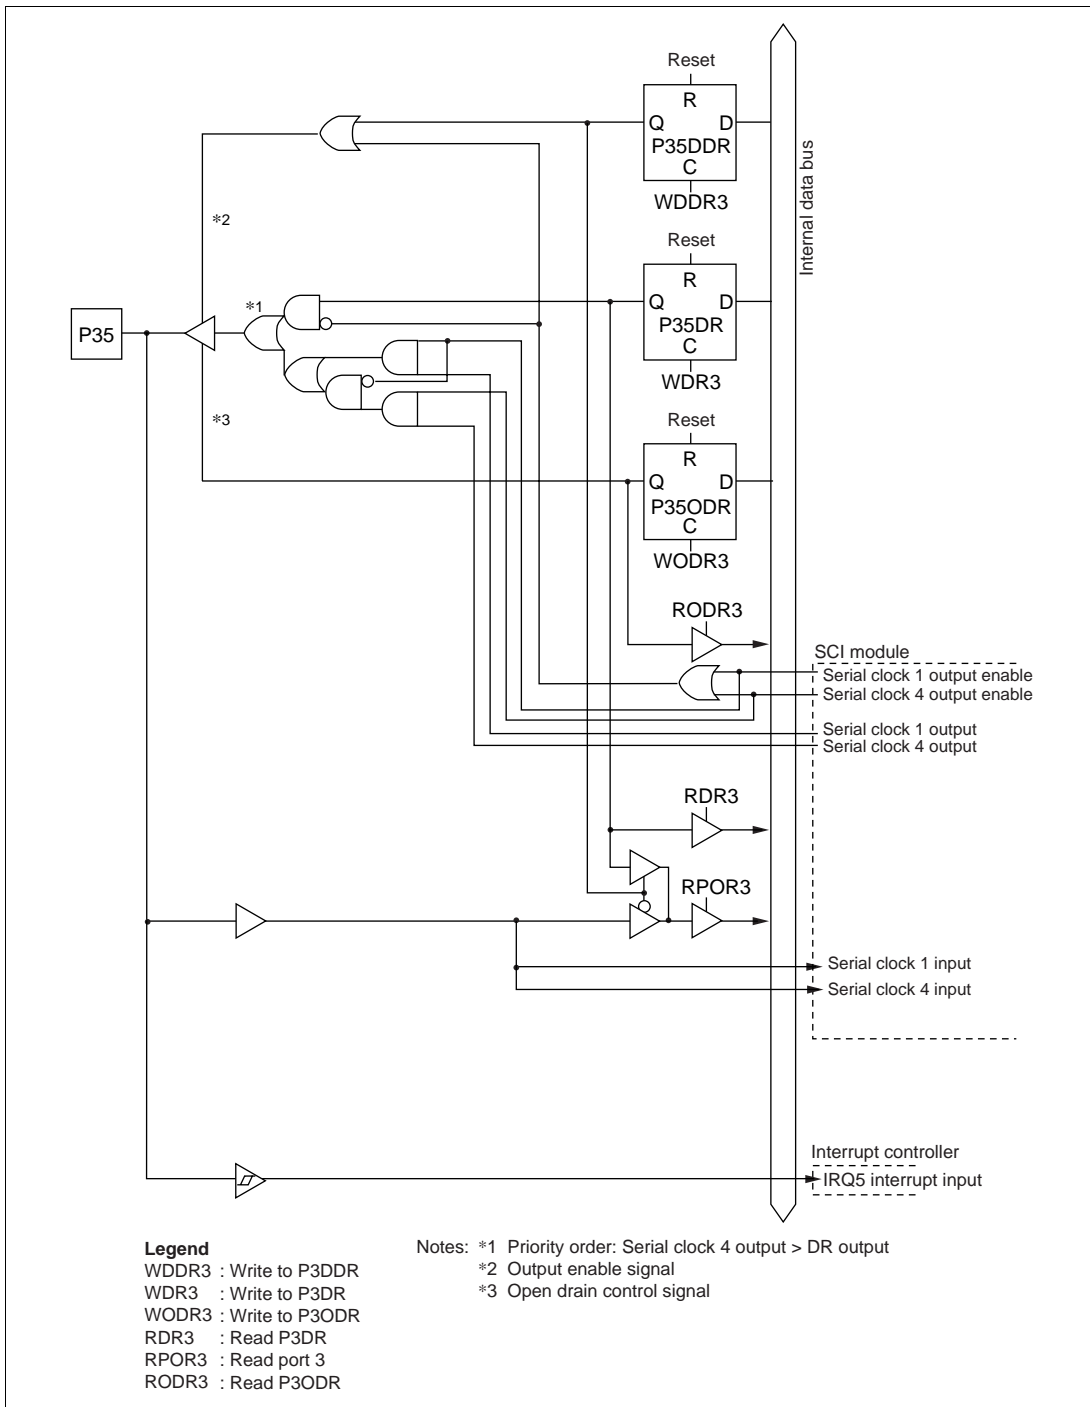 Reset
R
Q D
P35DDR
C
WDDR3
Internal data bus
*2
Reset
R
Q D
P35DR
C
WDR3
*1
P35
*3
Reset
R
Q D
P35ODR
C
WODR3
RODR3
SCI module
Serial clock 1 output enable
Serial clock 4 output enable
Serial clock 1 output
Serial clock 4 output
RDR3
RPOR3
Serial clock 1 input
Serial clock 4 input
Interrupt controller
IRQ5 interrupt input
Legend
WDDR3 : Write to P3DDR
WDR3 : Write to P3DR
WODR3 : Write to P3ODR
RDR3 : Read P3DR
RPOR3 : Read port 3
RODR3 : Read P3ODR
Notes: *1 Priority order: Serial clock 4 output > DR output
*2 Output enable signal
*3 Open drain control signal